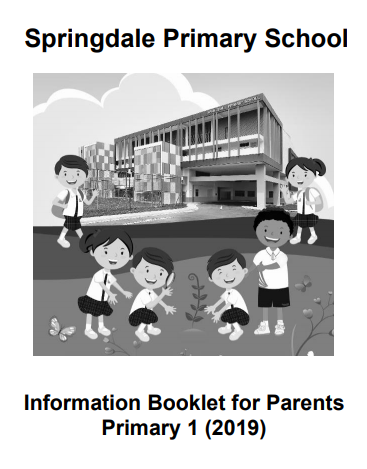 Springdale Primary School
Information Booklet for Parents
Primary 1 (2019)